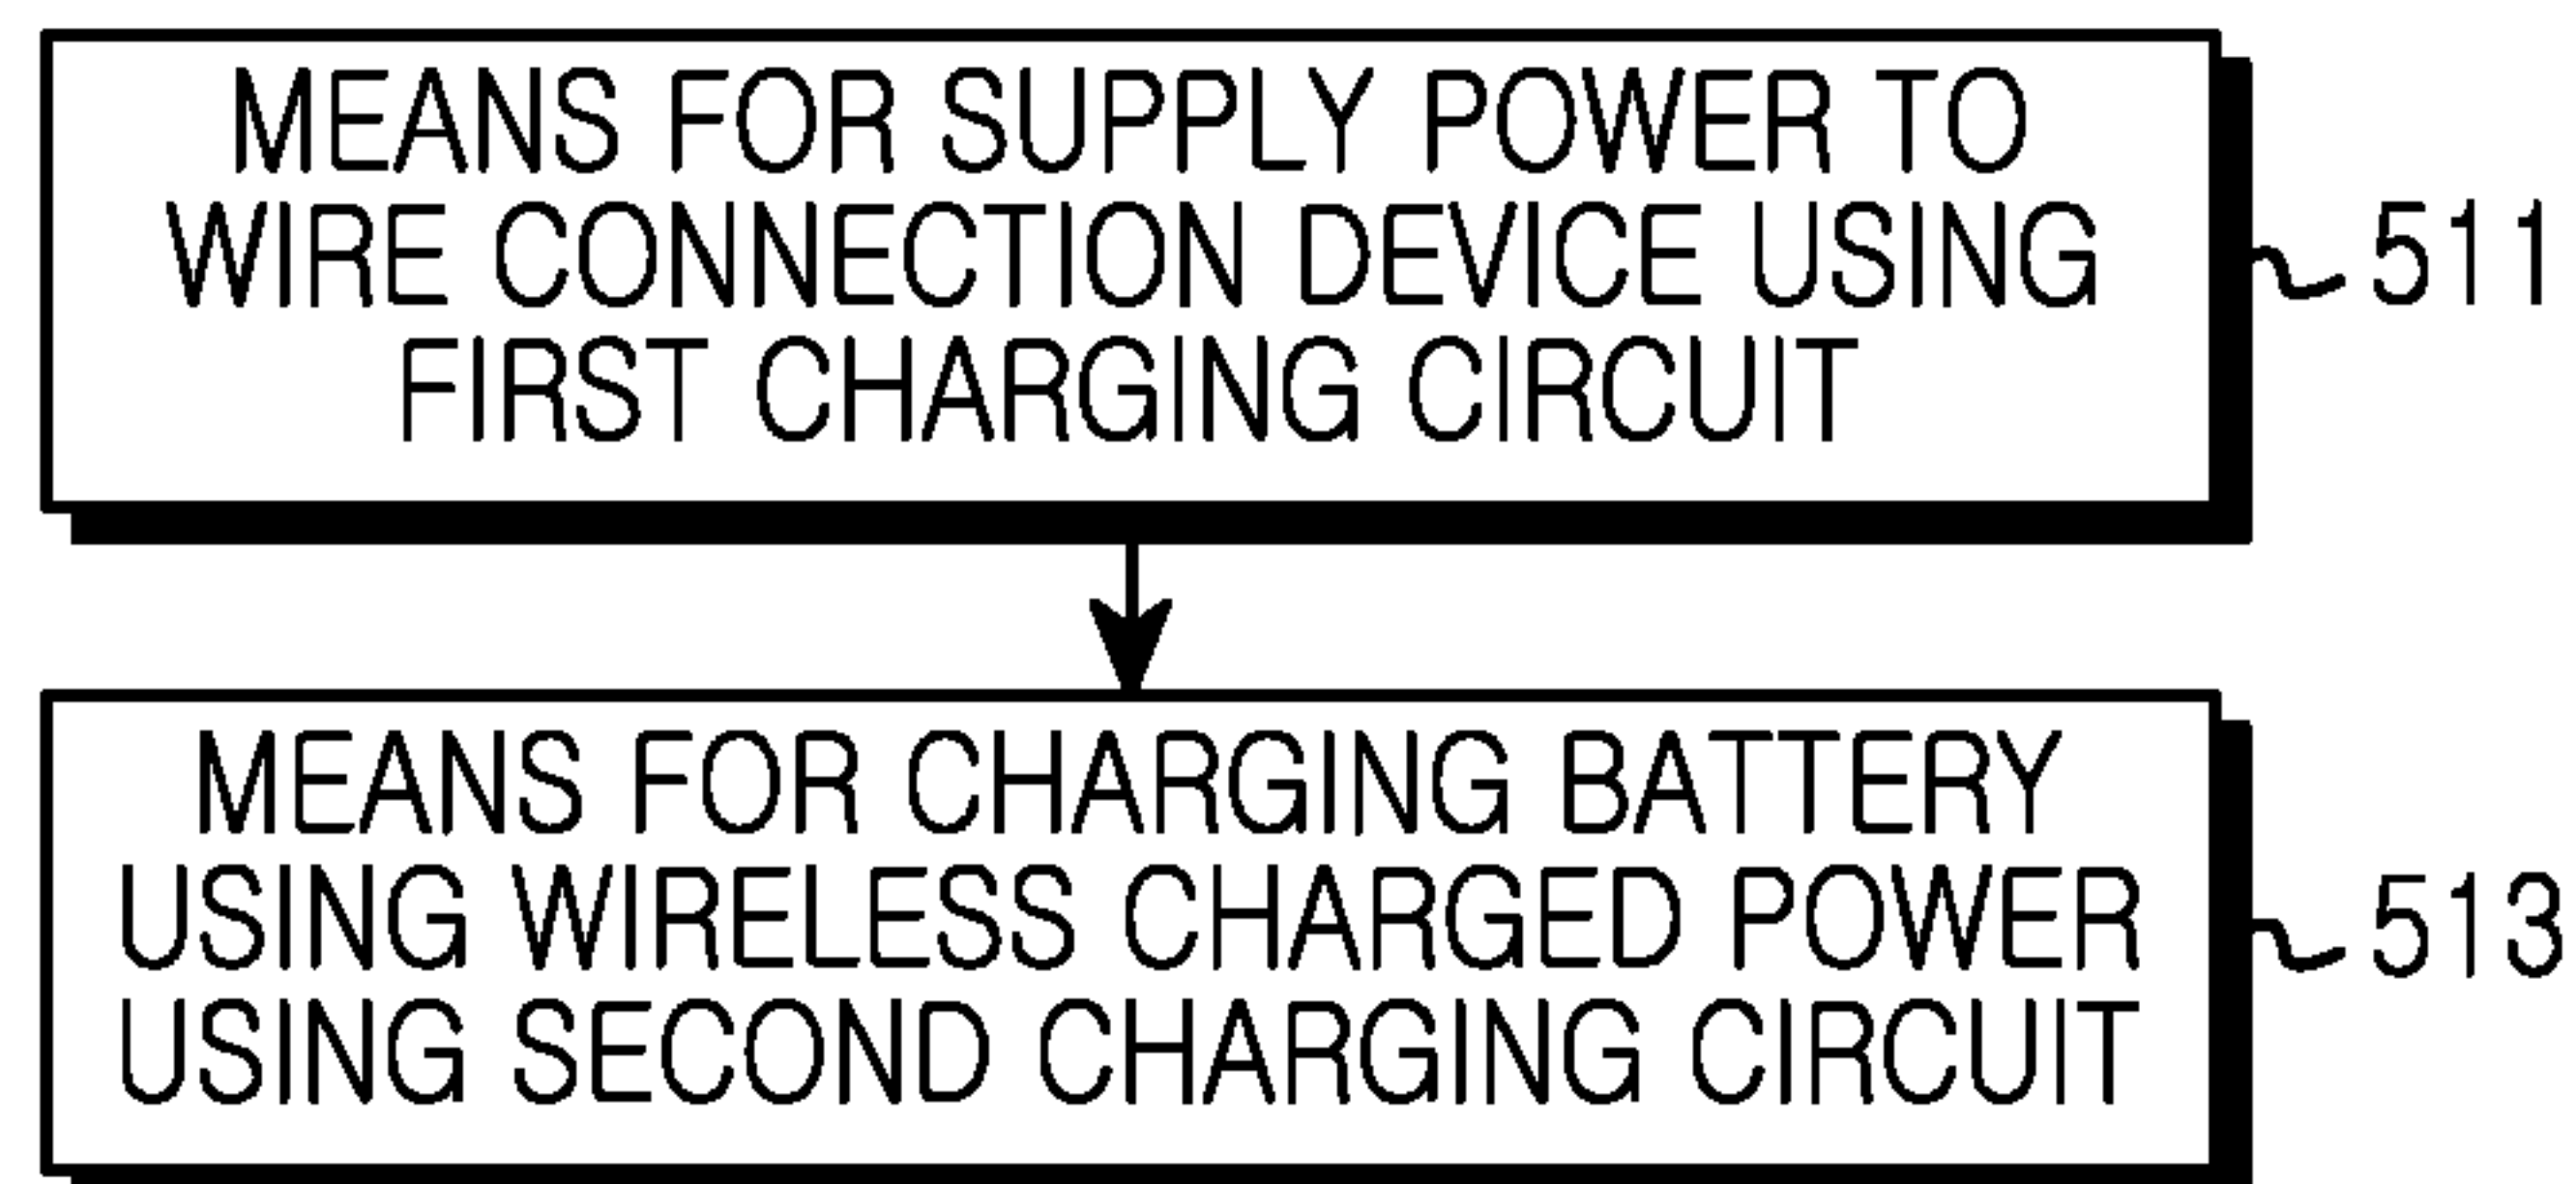 MEANS FOR SUPPLY POWER TO
WIRE CONNECTION DEVICE USING
FIRST CHARGING CIRCUIT
511
MEANS FOR CHARGING BATTERY
USING WIRELESS CHARGED POWER
USING SECOND CHARGING CIRCUIT
513